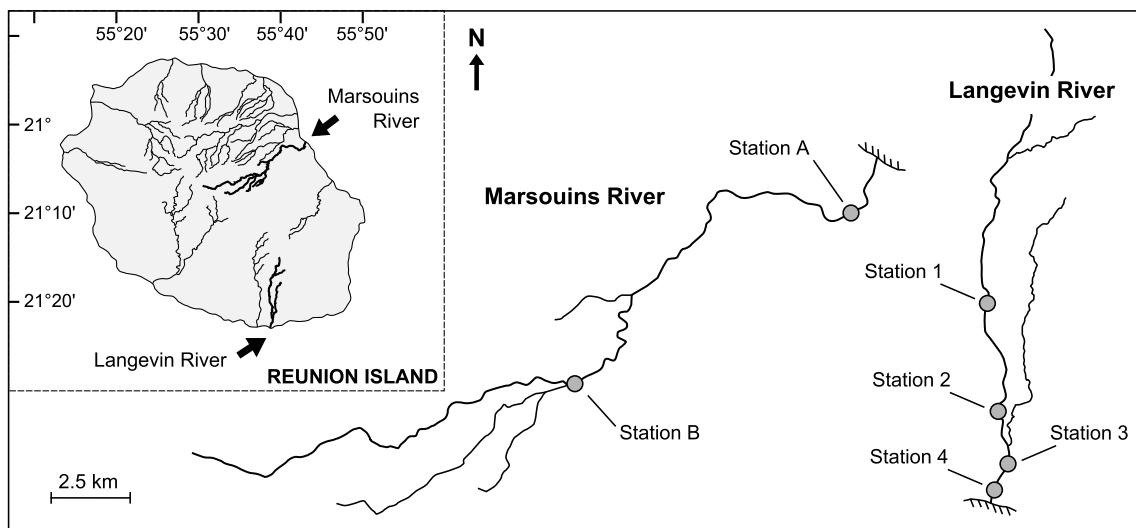 55°20'
55°30'
55°40'
55°50'
21°
21°10'
21°20'
Marsouins
River
Langevin River
REUNION ISLAND
N
Marsouins River
Langevin River
Station A
Station B
Station 1
Station 2
Station 3
Station 4
2.5 km